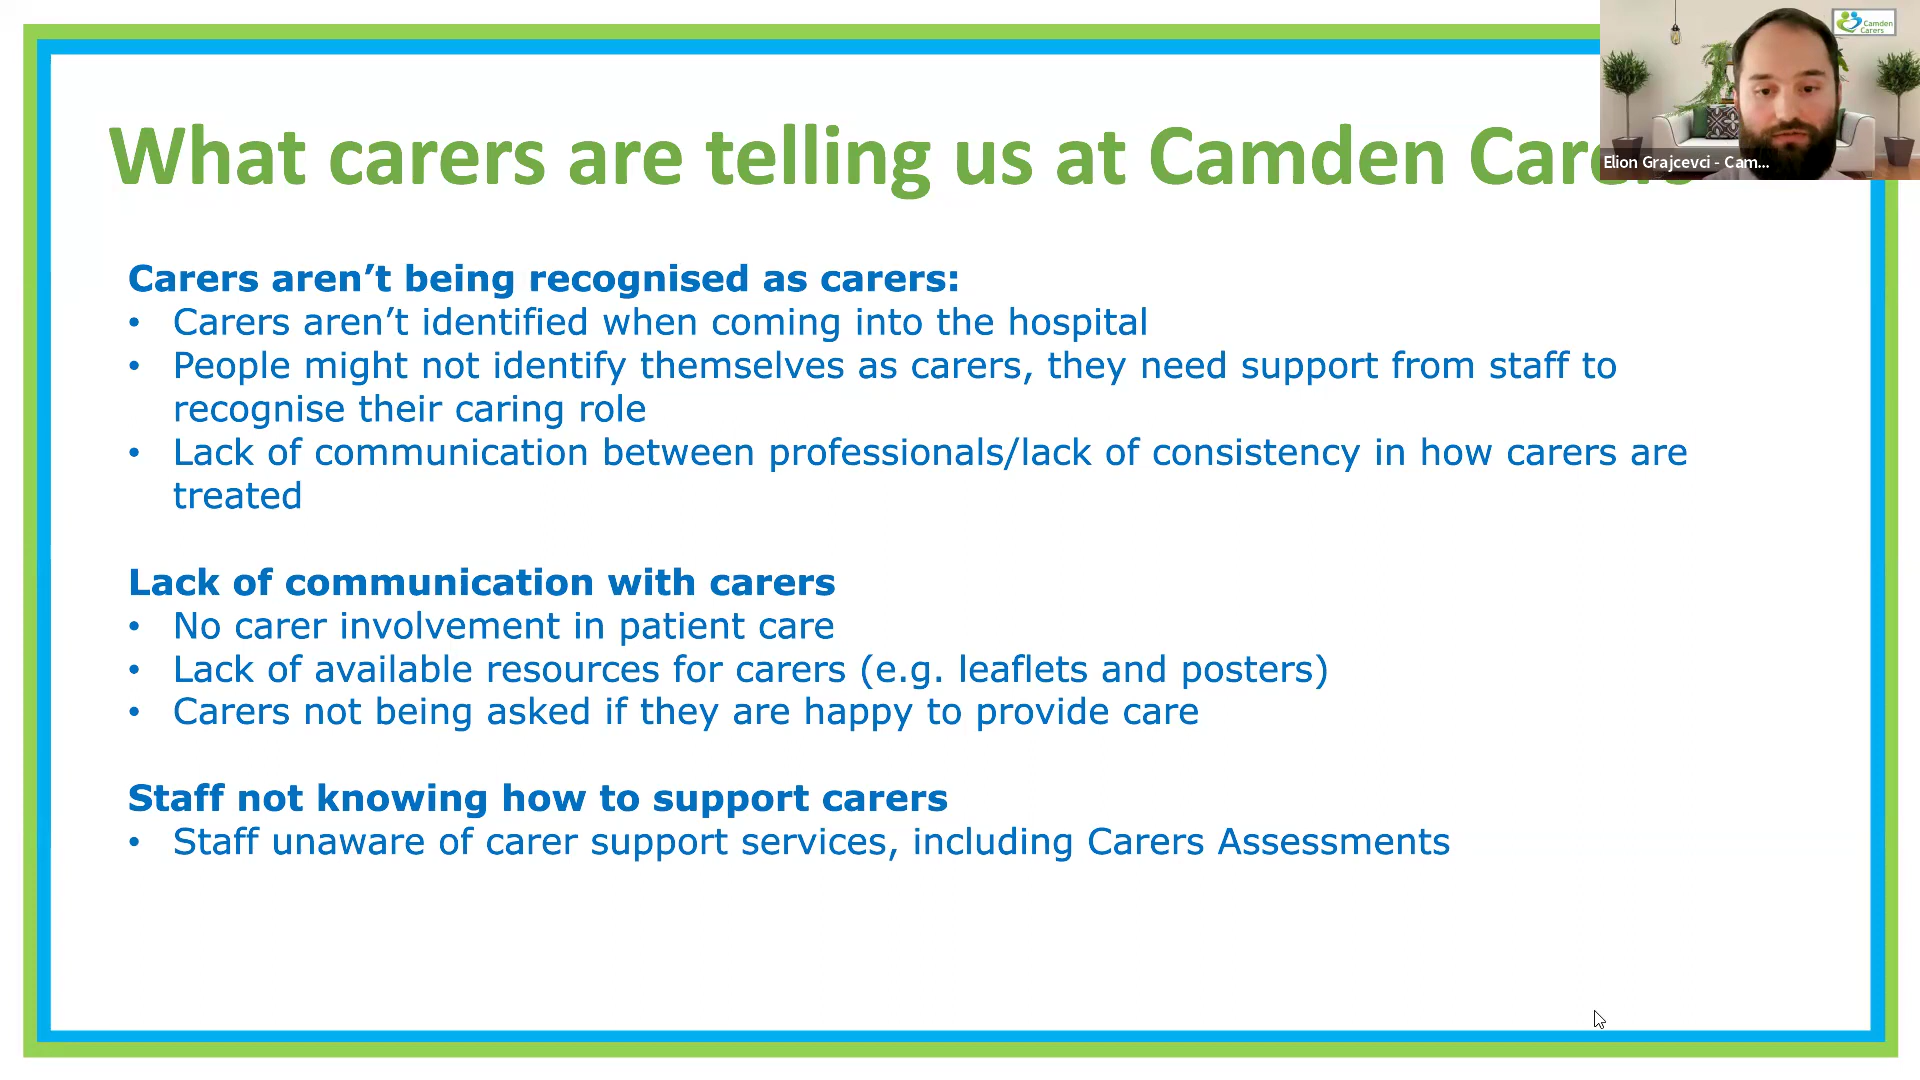 What carers are telling us at Camden Carers
Camden
Carers
Elion Grajcevci - Cam...
Carers aren’t being recognised as carers:
• Carers aren’t identified when coming into the hospital
• People might not identify themselves as carers, they need support from staff to
recognise their caring role
• Lack of communication between professionals/lack of consistency in how carers are
treated
Lack of communication with carers
• No carer involvement in patient care
• Lack of available resources for carers (e.g. leaflets and posters)
• Carers not being asked if they are happy to provide care
Staff not knowing how to support carers
• Staff unaware of carer support services, including Carers Assessments